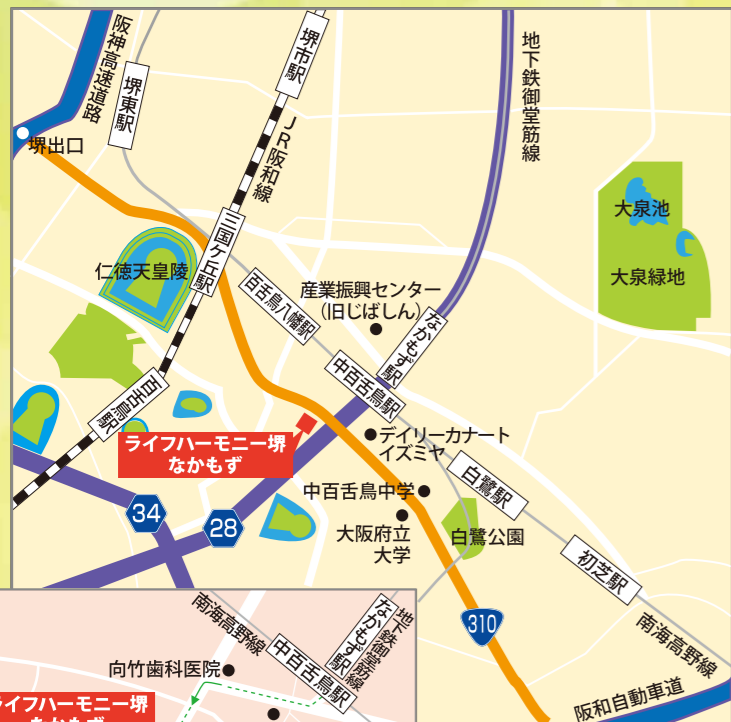 阪神高速道路
堺市駅
地下鉄御堂筋線
堺東駅
堺出口
JR阪和線
大泉池
三国ケ丘駅
仁徳天皇陵
大泉緑地
百舌鳥八幡駅
産業振興センター
（旧じばしん）
なかもず駅
中百舌鳥駅
百舌鳥駅
デイリーカナート
イズミヤ
ライフハーモニー堺
なかもず
白鷺駅
中百舌鳥中学
34
28
大阪府立
大学
白鷺公園
初芝駅
310
南海高野線
阪和自動車道
南海高野線
地下鉄御堂筋線
なかもず駅
中百舌鳥駅
向竹歯科医院
ライフハーモニー堺
なかもず